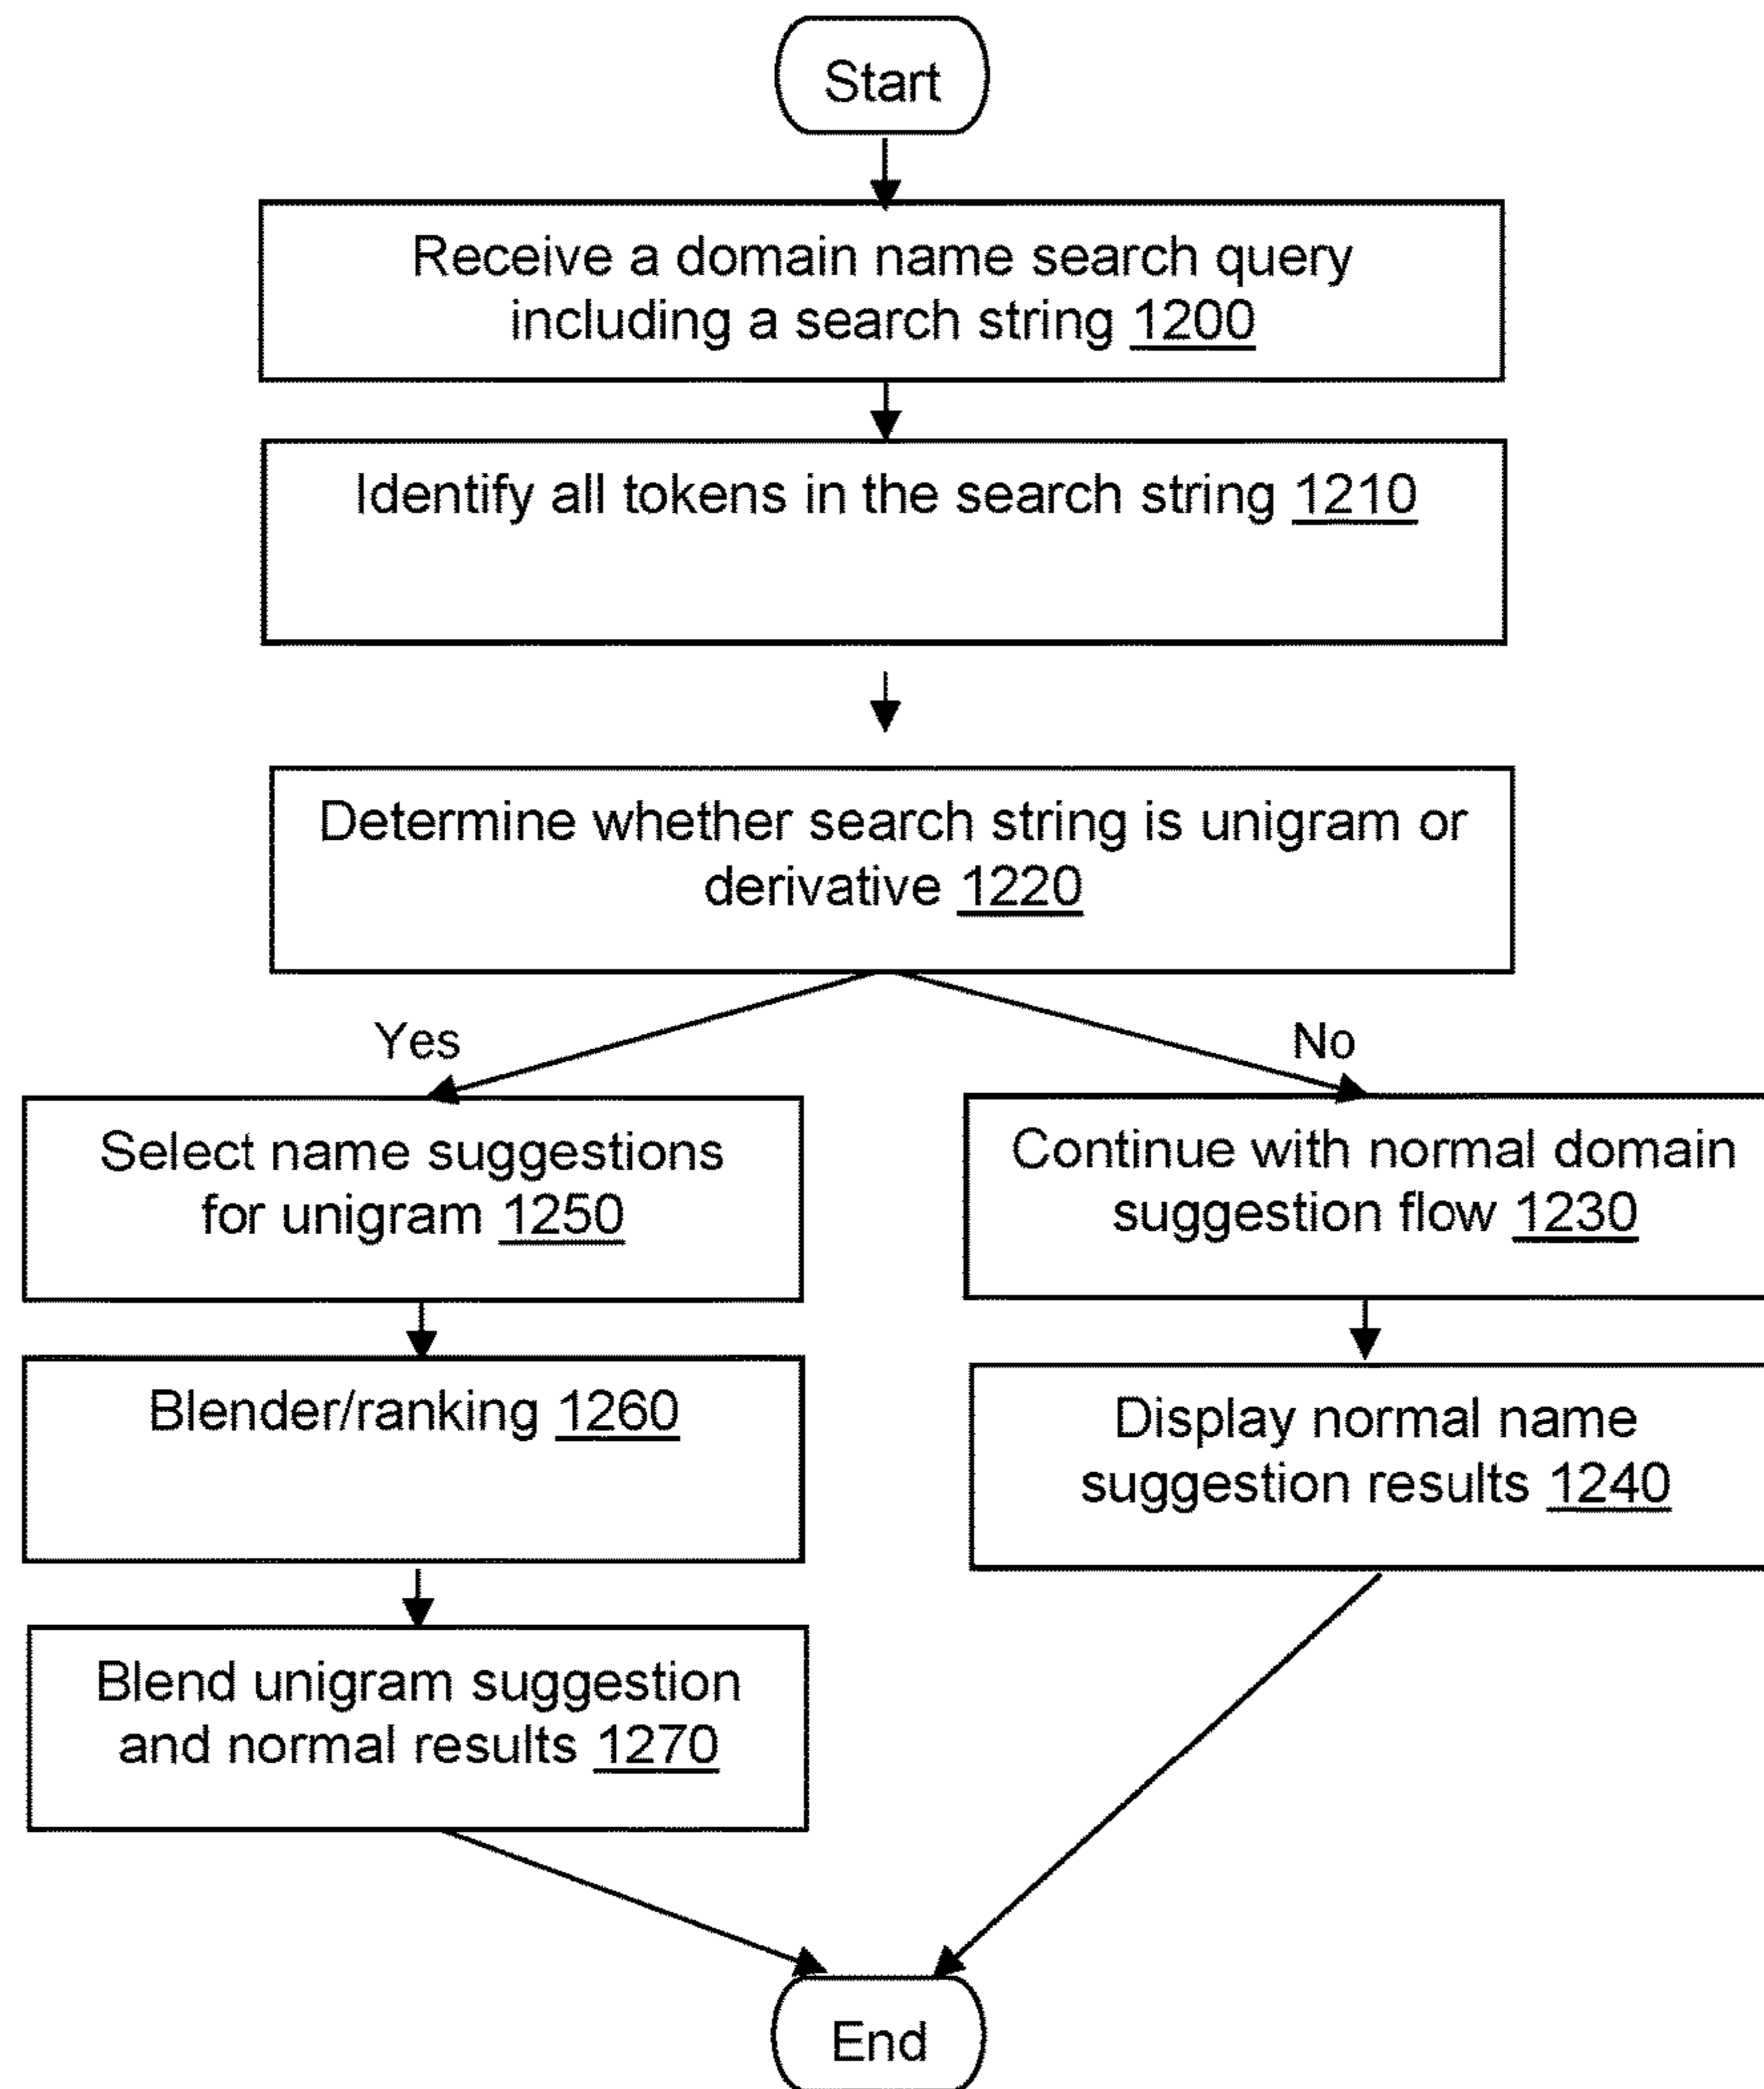 Start
Receive a domain name search query
including a search string 1200
Identify all tokens in the search string 1210
Determine whether search string is unigram or
derivative 1220
Yes
No
Select name suggestions
for unigram 1250
Continue with normal domain
suggestion flow 1230
Blender/ranking 1260
Display normal name
suggestion results 1240
Blend unigram suggestion
and normal results 1270
End